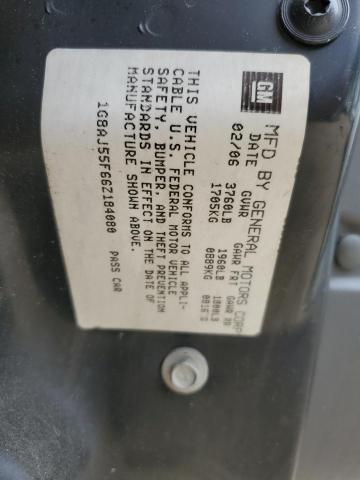 GM
MFD BY GENERAL MOTORS CORP
DATE GVWR GAWR FRT GAWR RR
02/06 3760LB 1960LB 1800LB
1705KG 0889KG
THIS VEHICLE CONFORMS TO ALL APPLI-
CABLE U.S. FEDERAL MOTOR VEHICLE
SAFETY, BUMPER, AND THEFT PREVENTION
STANDARDS IN EFFECT ON THE DATE OF
MANUFACTURE SHOWN ABOVE.
1G8AJ55F66Z184080 PASS CAR